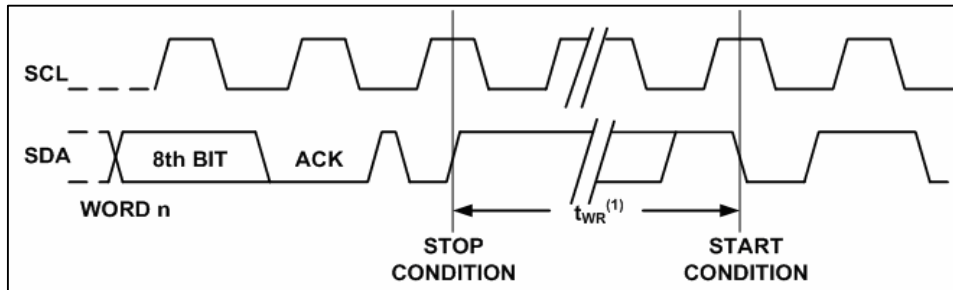 SCL
SDA
8th BIT
ACK
WORD n
tWR(1)
STOP
CONDITION
START
CONDITION